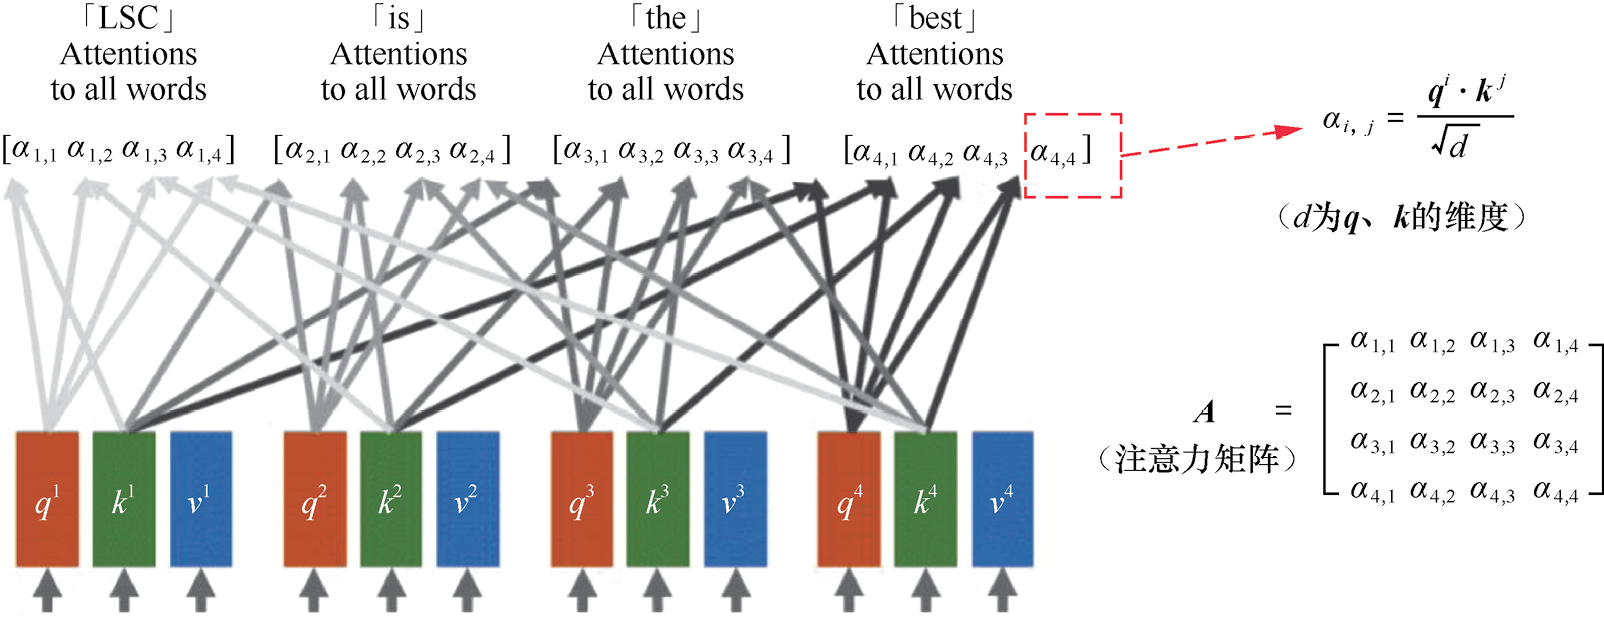 「LSC」
Attentions
to all words
「is」
Attentions
to all words
「the」
Attentions
to all words
「best」
Attentions
to all words
[α1,1 α1,2 α1,3 α1,4]
[α2,1 α2,2 α2,3 α2,4]
[α3,1 α3,2 α3,3 α3,4]
[α4,1 α4,2 α4,3 α4,4]
αi, j = qi · kj / √d
（d为q、k的维度）
A =
（注意力矩阵）
α1,1 α1,2 α1,3 α1,4
α2,1 α2,2 α2,3 α2,4
α3,1 α3,2 α3,3 α3,4
α4,1 α4,2 α4,3 α4,4
q1 k1 v1 q2 k2 v2 q3 k3 v3 q4 k4 v4